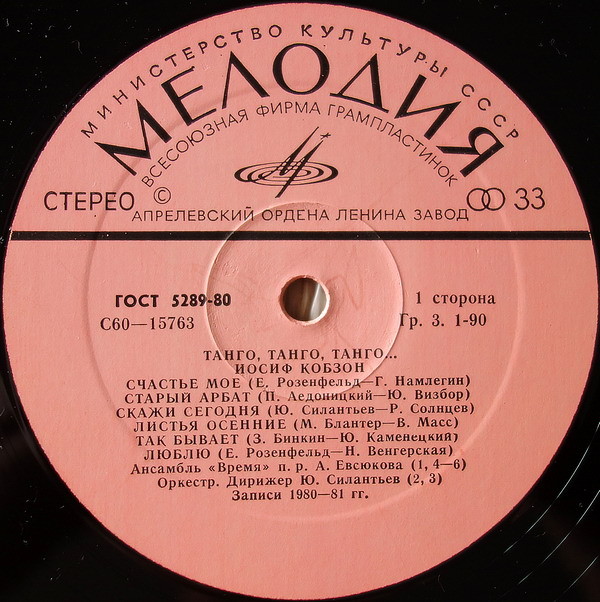 МИНИСТЕРСТВО КУЛЬТУРЫ СССР
МЕЛОДИЯ
ВСЕСОЮЗНАЯ ФИРМА ГРАМПЛАСТИНОК
СТЕРЕО © 33
АПРЕЛЕВСКИЙ ОРДЕНА ЛЕНИНА ЗАВОД
ГОСТ 5289-80 1 сторона
С60—15763 Гр. 3. 1-90
ТАНГО, ТАНГО, ТАНГО...
ИОСИФ КОБЗОН
СЧАСТЬЕ МОЕ (Е. Розенфельд—Г. Намлегин)
СТАРЫЙ АРБАТ (П. Аедоницкий—Ю. Визбор)
СКАЖИ СЕГОДНЯ (Ю. Силантьев—Р. Солнцев)
ЛИСТЬЯ ОСЕННИЕ (М. Блантер—В. Масс)
ТАК БЫВАЕТ (З. Бинкин—Ю. Каменецкий)
ЛЮБЛЮ (Е. Розенфельд—Н. Венгерская)
Ансамбль «Время» п. р. А. Евсюкова (1, 4—6)
Оркестр. Дирижер Ю. Силантьев (2, 3)
Записи 1980—81 гг.